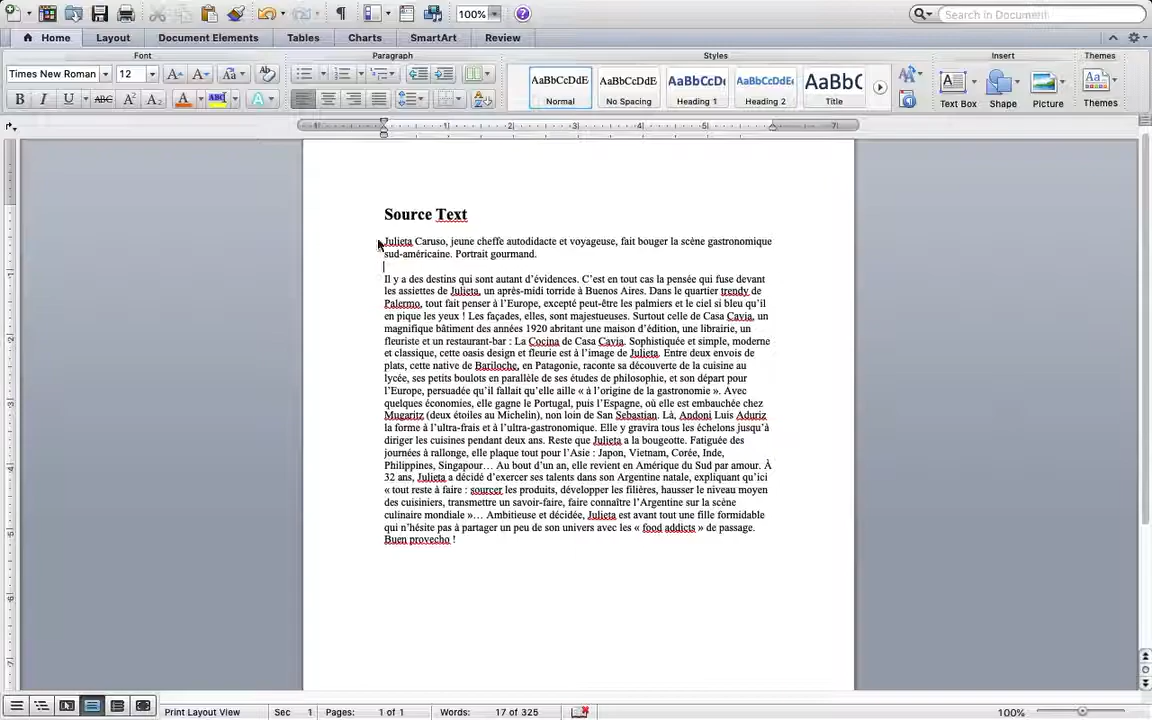 100%
Search in Document
Home Layout Document Elements Tables Charts SmartArt Review
Font Paragraph Styles Insert Themes
Times New Roman 12 AaBbCcDdE AaBbCcDdE AaBbCcDc AaBbCcDdEe AaBbC
Normal No Spacing Heading 1 Heading 2 Title Text Box Shape Picture Themes
Source Text
Julieta Caruso, jeune cheffe autodidacte et voyageuse, fait bouger la scène gastronomique
sud-américaine. Portrait gourmand.
Il y a des destins qui sont autant d’évidences. C’est en tout cas la pensée qui fuse devant
les assiettes de Julieta, un après-midi torride à Buenos Aires. Dans le quartier trendy de
Palermo, tout fait penser à l’Europe, excepté peut-être les palmiers et le ciel si bleu qu’il
en pique les yeux ! Les façades, elles, sont majestueuses. Surtout celle de Casa Cavia, un
magnifique bâtiment des années 1920 abritant une maison d’édition, une librairie, un
fleuriste et un restaurant-bar : La Cocina de Casa Cavia. Sophistiquée et simple, moderne
et classique, cette oasis design et fleurie est à l’image de Julieta. Entre deux envois de
plats, cette native de Bariloche, en Patagonie, raconte sa découverte de la cuisine au
lycée, ses petits boulots en parallèle de ses études de philosophie, et son départ pour
l’Europe, persuadée qu’il fallait qu’elle aille « à l’origine de la gastronomie ». Avec
quelques économies, elle gagne le Portugal, puis l’Espagne, où elle est embauchée chez
Mugaritz (deux étoiles au Michelin), non loin de San Sebastian. Là, Andoni Luis Aduriz
la forme à l’ultra-frais et à l’ultra-gastronomique. Elle y gravira tous les échelons jusqu’à
diriger les cuisines pendant deux ans. Reste que Julieta a la bougeotte. Fatiguée des
journées à rallonge, elle plaque tout pour l’Asie : Japon, Vietnam, Corée, Inde,
Philippines, Singapour… Au bout d’un an, elle revient en Amérique du Sud par amour. À
32 ans, Julieta a décidé d’exercer ses talents dans son Argentine natale, expliquant qu’ici
« tout reste à faire : sourcer les produits, développer les filières, hausser le niveau moyen
des cuisiniers, transmettre un savoir-faire, faire connaître l’Argentine sur la scène
culinaire mondiale »… Ambitieuse et décidée, Julieta est avant tout une fille formidable
qui n’hésite pas à partager un peu de son univers avec les « food addicts » de passage.
Buen provecho !
Print Layout View Sec 1 Pages: 1 of 1 Words: 17 of 325 100%